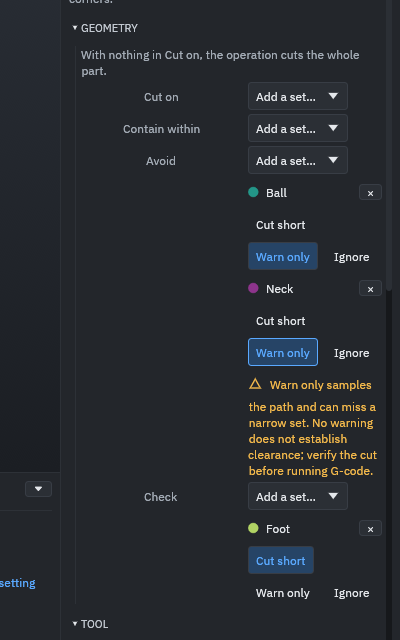 corners.
▾ GEOMETRY
With nothing in Cut on, the operation cuts the whole
part.
Cut on Add a set...
Contain within Add a set...
Avoid Add a set...
Ball ×
Cut short
Warn only Ignore
Neck ×
Cut short
Warn only Ignore
⚠ Warn only samples
the path and can miss a
narrow set. No warning
does not establish
clearance; verify the cut
before running G-code.
Check Add a set...
Foot ×
Cut short
setting
Warn only Ignore
▾ TOOL